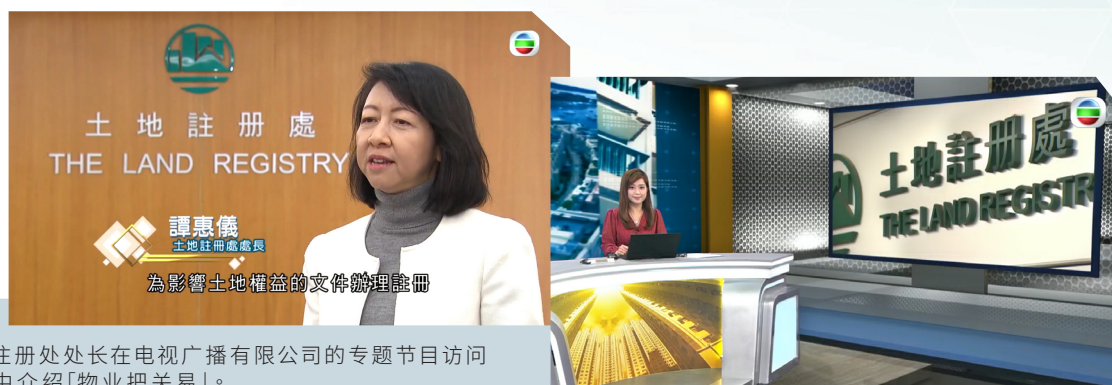 土地註冊處
THE LAND REGISTRY
譚惠儀
土地註冊處處長
為影響土地權益的文件辦理註冊
土地註冊處
THE LAND REGISTR
注册处处长在电视广播有限公司的专题节目访问
中介绍「物业把关易」。